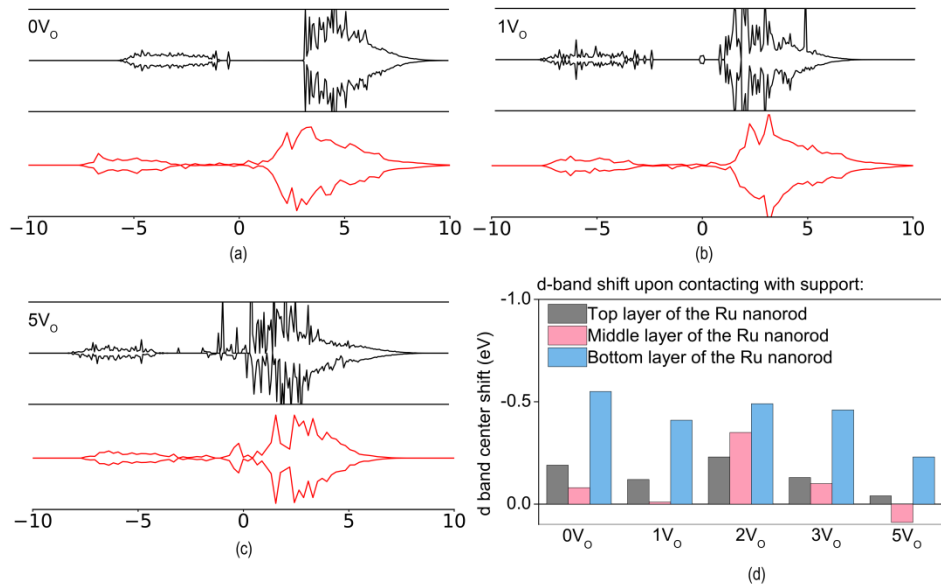 0V_O
−10 −5 0 5 10
(a)
1V_O
−10 −5 0 5 10
(b)
5V_O
−10 −5 0 5 10
(c)
d-band shift upon contacting with support:
-1.0
Top layer of the Ru nanorod
Middle layer of the Ru nanorod
Bottom layer of the Ru nanorod
-0.5
0.0
d band center shift (eV)
0V_O 1V_O 2V_O 3V_O 5V_O
(d)